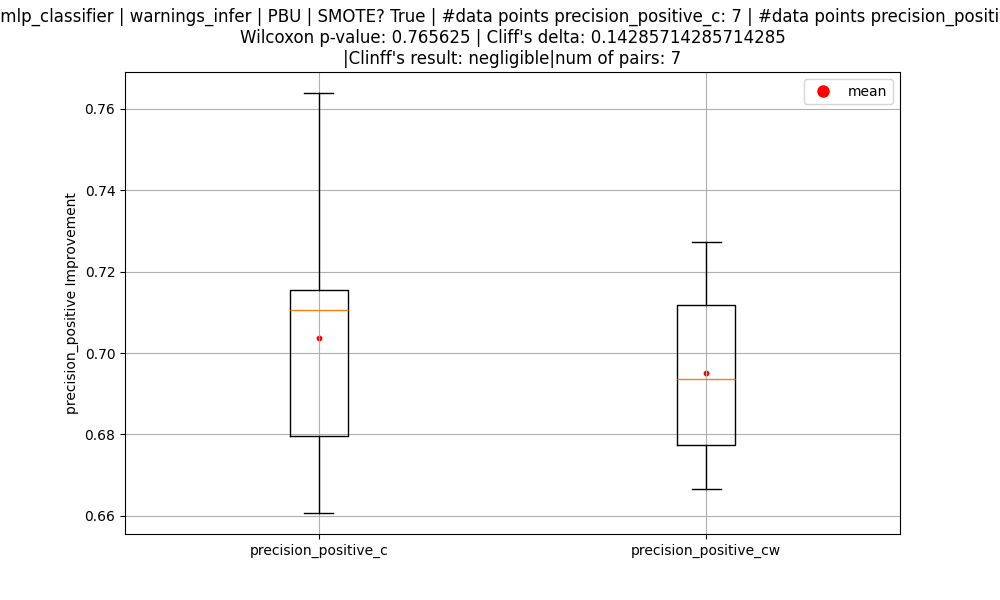 mlp_classifier | warnings_infer | PBU | SMOTE? True | #data points precision_positive_c: 7 | #data points precision_positi
Wilcoxon p-value: 0.765625 | Cliff's delta: 0.14285714285714285
|Clinff's result: negligible|num of pairs: 7
mean
0.76
0.74
0.72
0.70
0.68
0.66
precision_positive Improvement
precision_positive_c
precision_positive_cw